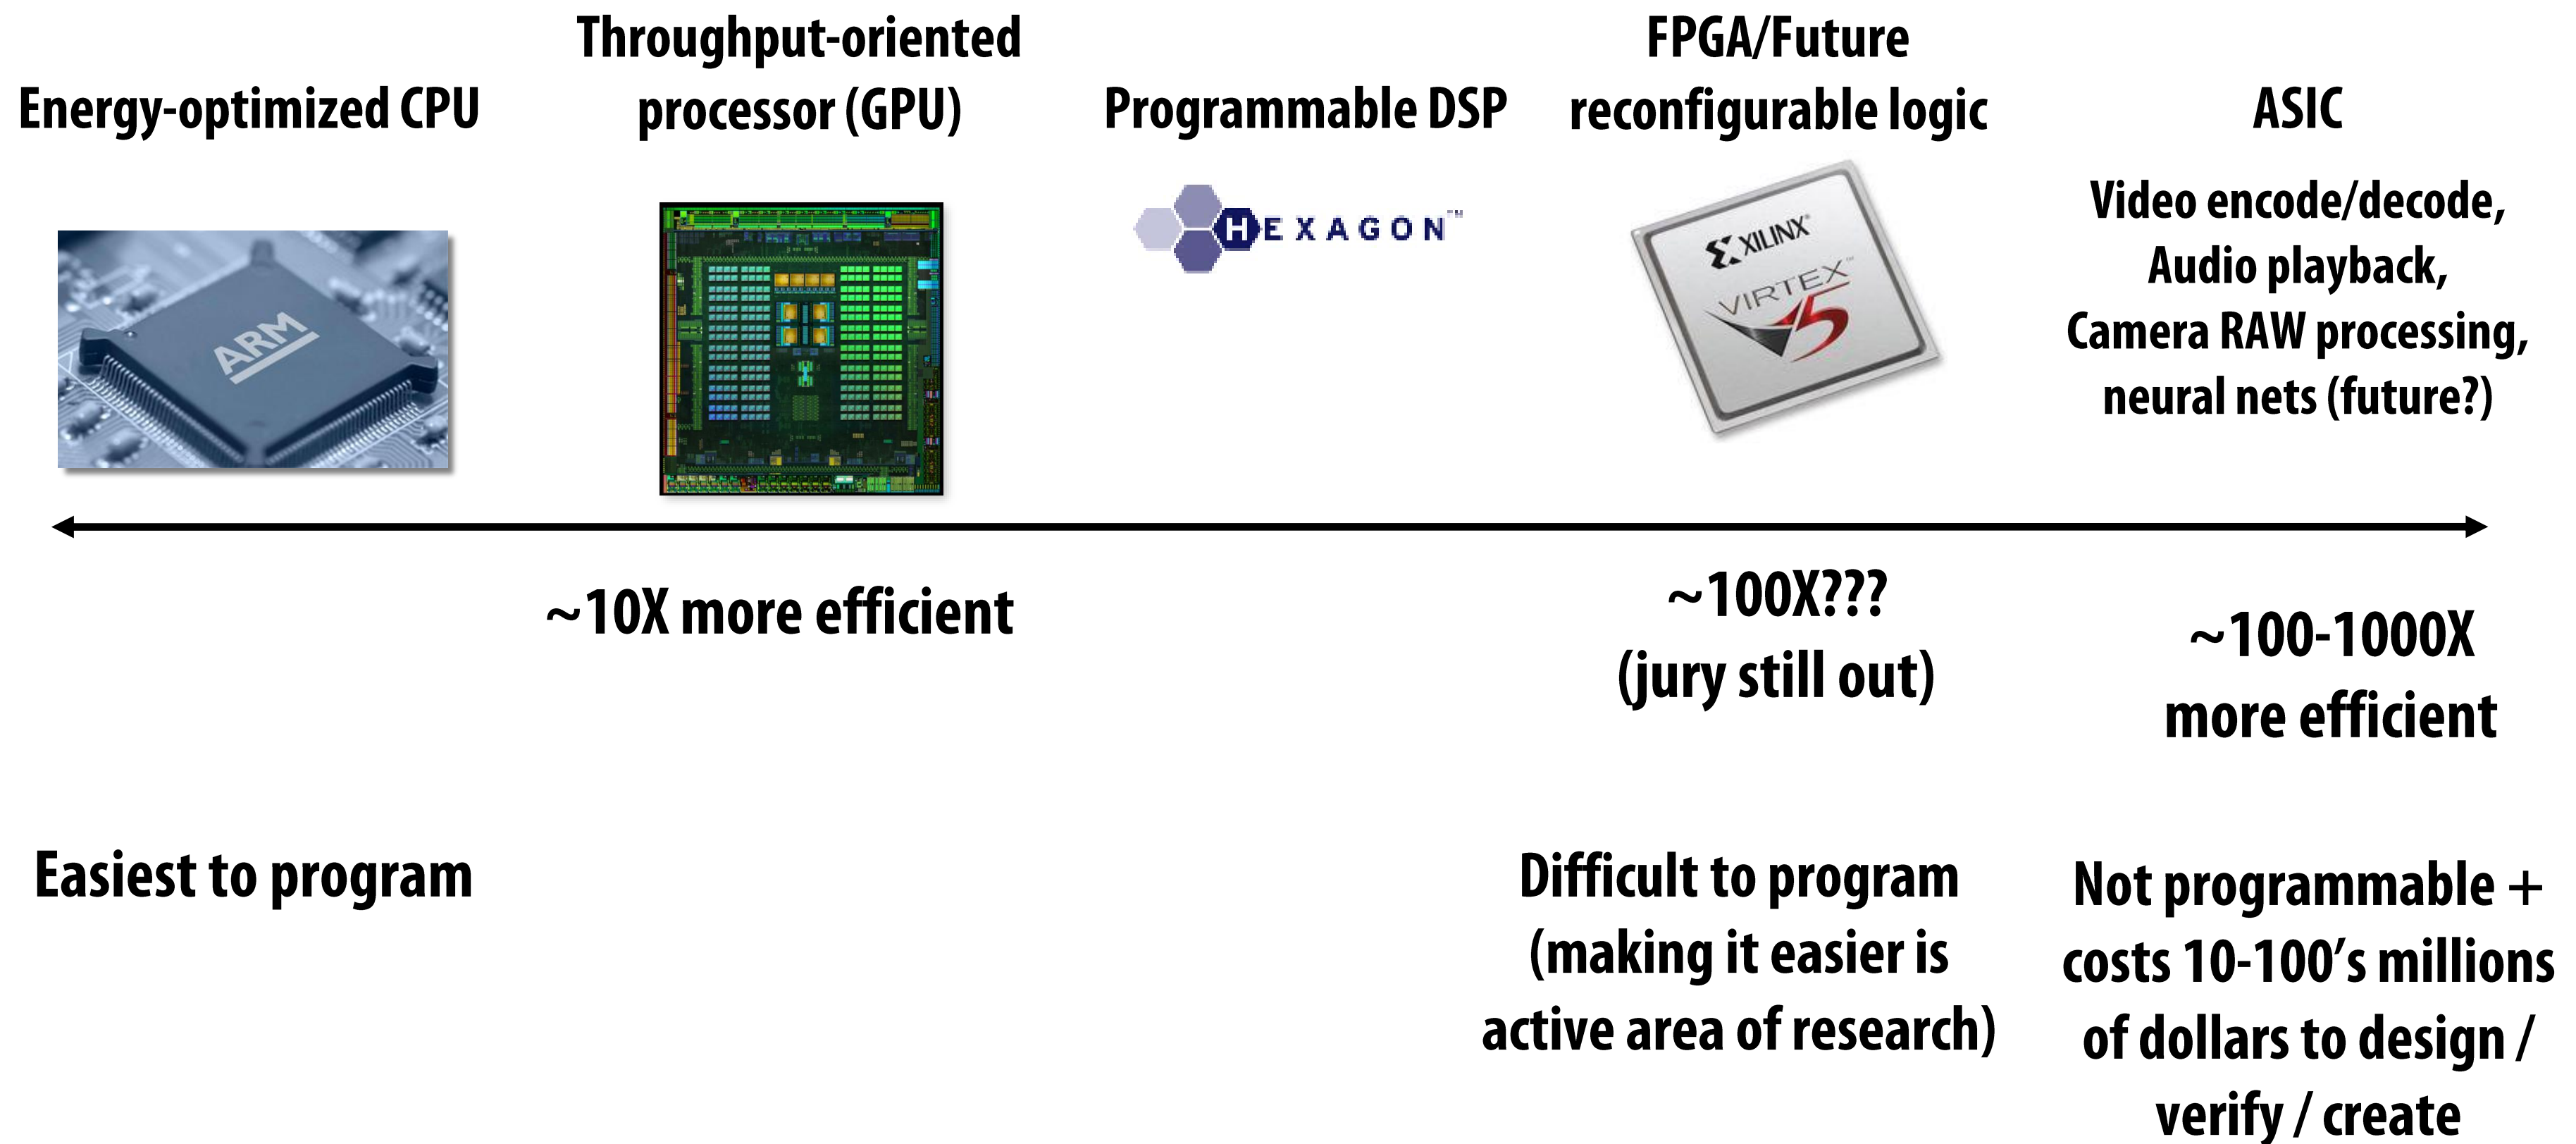 Energy-optimized CPU
Throughput-oriented
processor (GPU)
Programmable DSP
FPGA/Future
reconfigurable logic
ASIC
ARM
HEXAGON™
XILINX®
VIRTEX™
5
Video encode/decode,
Audio playback,
Camera RAW processing,
neural nets (future?)
~10X more efficient
~100X???
(jury still out)
~100-1000X
more efficient
Easiest to program
Difficult to program
(making it easier is
active area of research)
Not programmable +
costs 10-100’s millions
of dollars to design /
verify / create